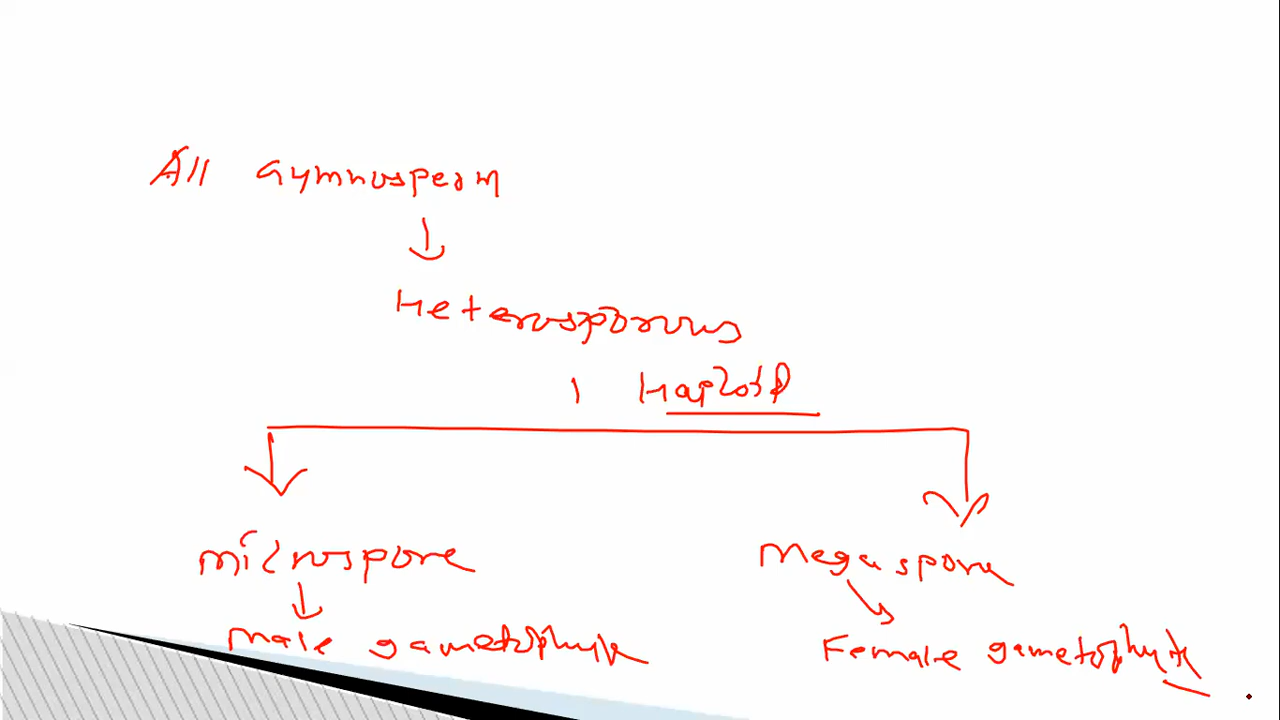 All Gymnosperm
Heterosporous
Haploid
microspore
megaspore
male gametophyte
Female gametophyte